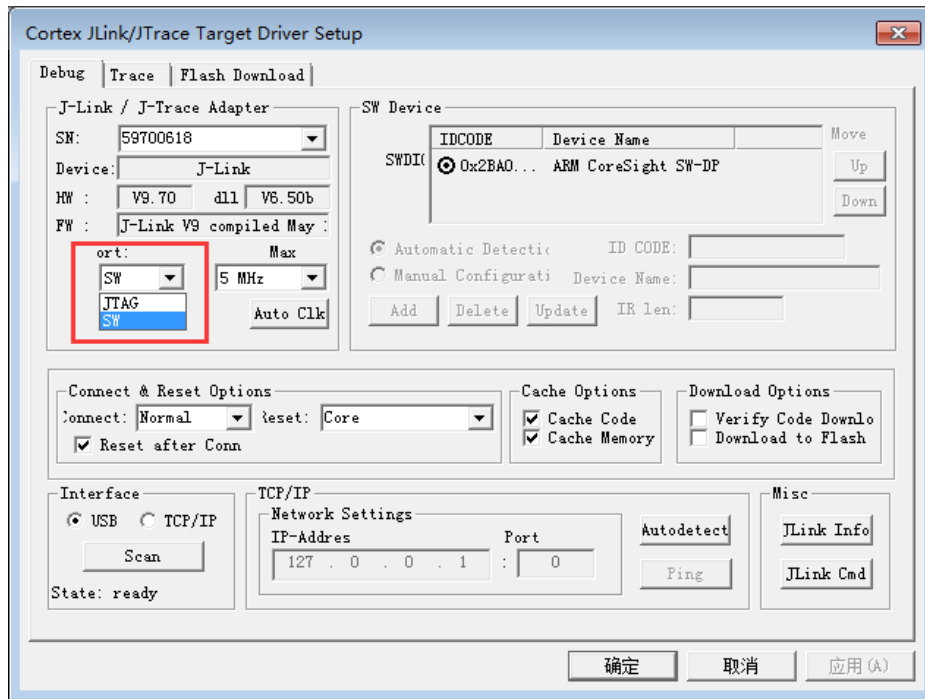 Cortex JLink/JTrace Target Driver Setup
Debug Trace Flash Download
J-Link / J-Trace Adapter
SN: 59700618
Device: J-Link
HW : V9.70 dll V6.50b
FW : J-Link V9 compiled May
ort: Max
SW 5 MHz
JTAG
SW
Auto Clk
SW Device
IDCODE Device Name
SWDI(
0x2BA0... ARM CoreSight SW-DP
Move
Up
Down
Automatic Detectic ID CODE:
Manual Configurati Device Name:
Add Delete Update IR len:
Connect & Reset Options
Connect: Normal Reset: Core
Reset after Conn
Cache Options
Cache Code
Cache Memory
Download Options
Verify Code Downlo
Download to Flash
Interface
USB TCP/IP
Scan
State: ready
TCP/IP
Network Settings
IP-Addres Port
127 . 0 . 0 . 1 : 0
Autodetect
Ping
Misc
JLink Info
JLink Cmd
确定 取消 应用(A)